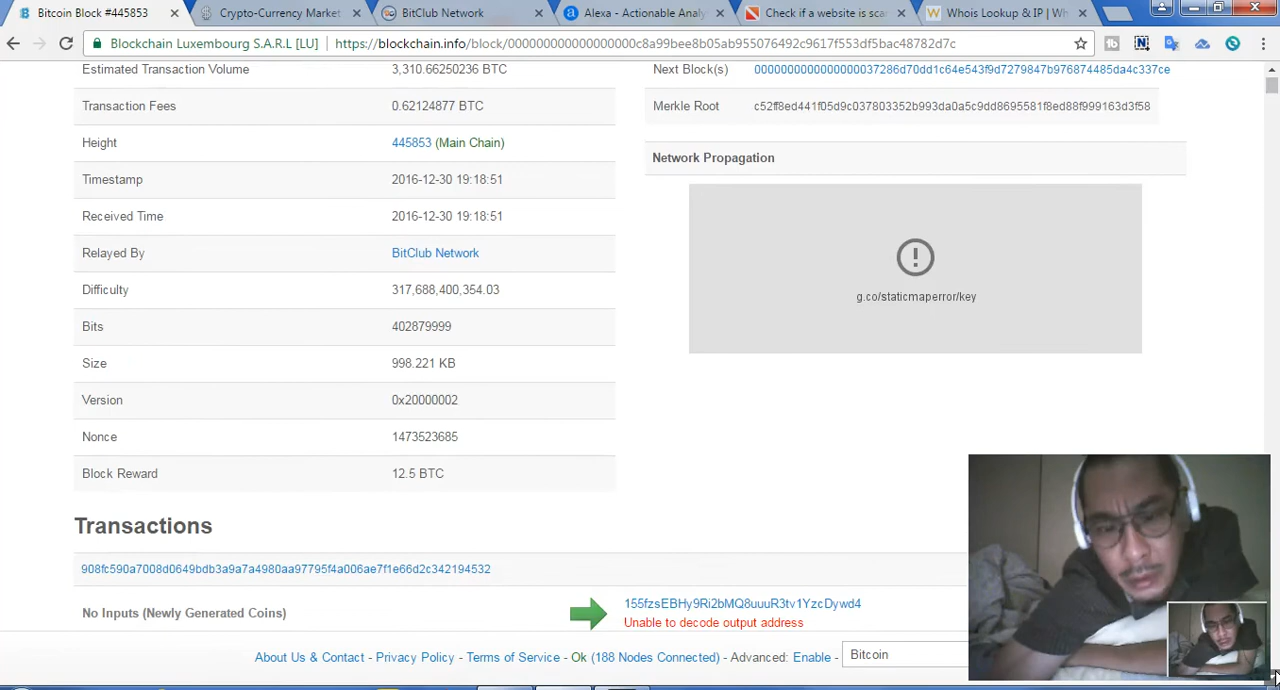 Bitcoin Block #445853
Crypto-Currency Market
BitClub Network
Alexa - Actionable Analy
Check if a website is scar
Whois Lookup & IP | Wh
Blockchain Luxembourg S.A.R.L [LU]
https://blockchain.info/block/000000000000000000c8a99bee8b05ab955076492c9617f553df5bac48782d7c
Estimated Transaction Volume 3,310.66250236 BTC
Transaction Fees 0.62124877 BTC
Height 445853 (Main Chain)
Timestamp 2016-12-30 19:18:51
Received Time 2016-12-30 19:18:51
Relayed By BitClub Network
Difficulty 317,688,400,354.03
Bits 402879999
Size 998.221 KB
Version 0x20000002
Nonce 1473523685
Block Reward 12.5 BTC
Next Block(s) 000000000000000037286d70dd1c64e543f9d7279847b976874485da4c337ce
Merkle Root c52ff8ed441f05d9c037803352b993da0a5c9dd8695581f8ed88f999163d3f58
Network Propagation
g.co/staticmaperror/key
Transactions
908fc590a7008d0649bdb3a9a7a4980aa97795f4a006ae7f1e66d2c342194532
No Inputs (Newly Generated Coins)
155fzsEBHy9Ri2bMQ8uuuR3tv1YzcDywd4
Unable to decode output address
About Us & Contact - Privacy Policy - Terms of Service - Ok (188 Nodes Connected) - Advanced: Enable -
Bitcoin